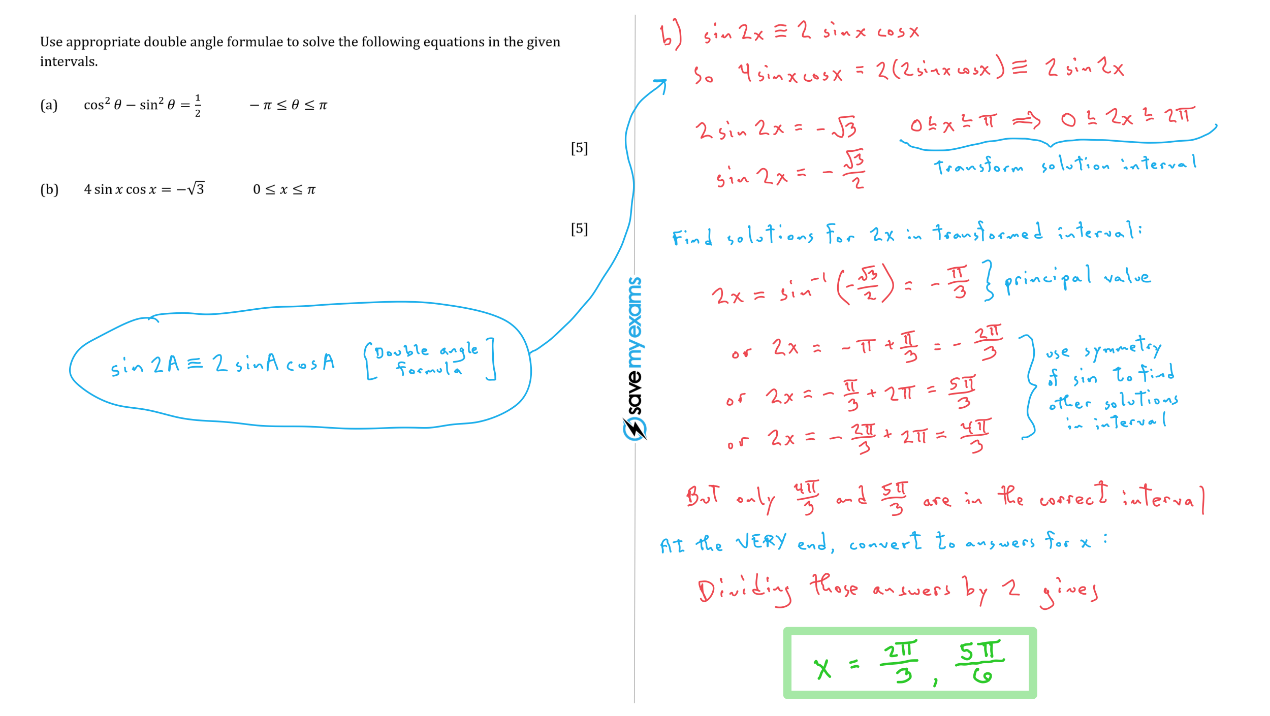 Use appropriate double angle formulae to solve the following equations in the given
intervals.
(a) cos² θ − sin² θ = 1/2 − π ≤ θ ≤ π
[5]
(b) 4 sin x cos x = −√3 0 ≤ x ≤ π
[5]
sin 2A ≡ 2 sinA cosA [Double angle
formula]
save my exams
b) sin 2x ≡ 2 sinx cosx
So 4 sinx cosx = 2(2sinx cosx) ≡ 2 sin 2x
2 sin 2x = −√3 0 ≤ x ≤ π ⇒ 0 ≤ 2x ≤ 2π
sin 2x = −√3/2 transform solution interval
Find solutions for 2x in transformed interval:
2x = sin⁻¹(−√3/2) = −π/3 } principal value
or 2x = −π + π/3 = −2π/3
or 2x = −π/3 + 2π = 5π/3
or 2x = −2π/3 + 2π = 4π/3
use symmetry
of sin to find
other solutions
in interval
But only 4π/3 and 5π/3 are in the correct interval
At the VERY end, convert to answers for x :
Dividing those answers by 2 gives
x = 2π/3 , 5π/6